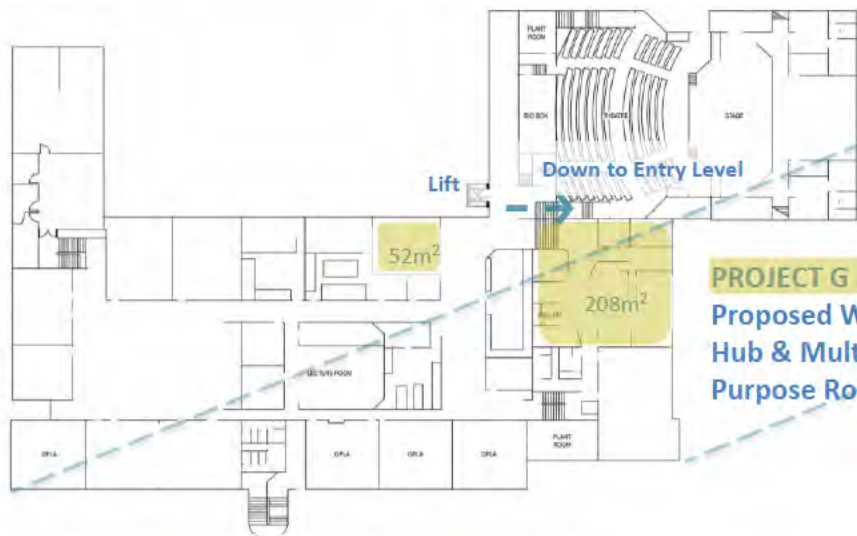 PLANT
ROOM
BIO BOX
THEATRE
STAGE
Lift
Down to Entry Level
52m²
208m²
PROJECT G
Proposed W
Hub & Mult
Purpose Ro
LECTURE ROOM
GPLA
GPLA
GPLA
GPLA
PLANT
ROOM